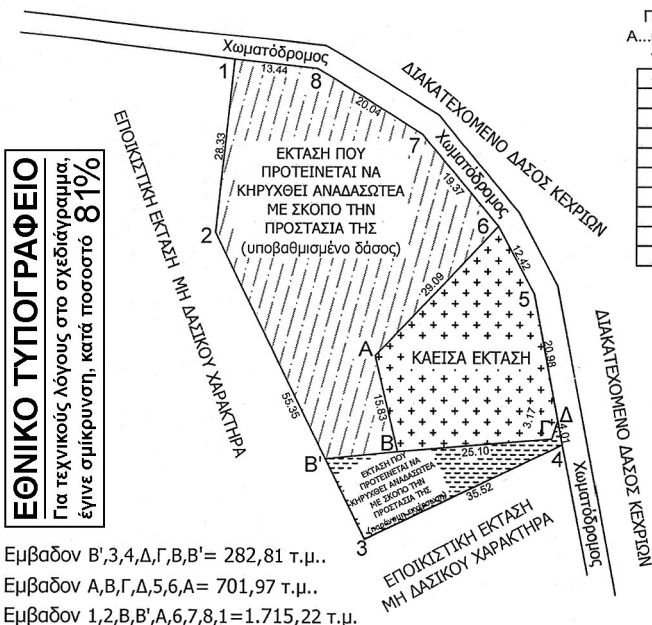 Χωματόδρομος
1
13.44
8
20.04
7
19.37
6
12.42
5
20.98
Δ
4.01
4
Γ
3.17
28.33
2
55.35
29.09
Α
15.83
Β
Β'
25.10
35.52
3
ΔΙΑΚΑΤΕΧΟΜΕΝΟ ΔΑΣΟΣ ΚΕΧΡΙΩΝ
Χωματόδρομος
ΕΚΤΑΣΗ ΠΟΥ
ΠΡΟΤΕΙΝΕΤΑΙ ΝΑ
ΚΗΡΥΧΘΕΙ ΑΝΑΔΑΣΩΤΕΑ
ΜΕ ΣΚΟΠΟ ΤΗΝ
ΠΡΟΣΤΑΣΙΑ ΤΗΣ
(υποβαθμισμένο δάσος)
ΕΠΟΙΚΙΣΤΙΚΗ ΕΚΤΑΣΗ ΜΗ ΔΑΣΙΚΟΥ ΧΑΡΑΚΤΗΡΑ
ΚΑΕΙΣΑ ΕΚΤΑΣΗ
ΔΙΑΚΑΤΕΧΟΜΕΝΟ ΔΑΣΟΣ ΚΕΧΡΙΩΝ
Χωματόδρομος
ΕΚΤΑΣΗ ΠΟΥ
ΠΡΟΤΕΙΝΕΤΑΙ ΝΑ
ΚΗΡΥΧΘΕΙ ΑΝΑΔΑΣΩΤΕΑ
ΜΕ ΣΚΟΠΟ ΤΗΝ
ΠΡΟΣΤΑΣΙΑ ΤΗΣ
ΕΠΟΙΚΙΣΤΙΚΗ ΕΚΤΑΣΗ
ΜΗ ΔΑΣΙΚΟΥ ΧΑΡΑΚΤΗΡΑ
ΕΘΝΙΚΟ ΤΥΠΟΓΡΑΦΕΙΟ
Για τεχνικούς λόγους στο σχεδιάγραμμα,
έγινε σμίκρυνση, κατά ποσοστό 81%
Εμβαδον Β',3,4,Δ,Γ,Β,Β'= 282,81 τ.μ..
Εμβαδον Α,Β,Γ,Δ,5,6,Α= 701,97 τ.μ..
Εμβαδον 1,2,Β,Β',Α,6,7,8,1=1.715,22 τ.μ.